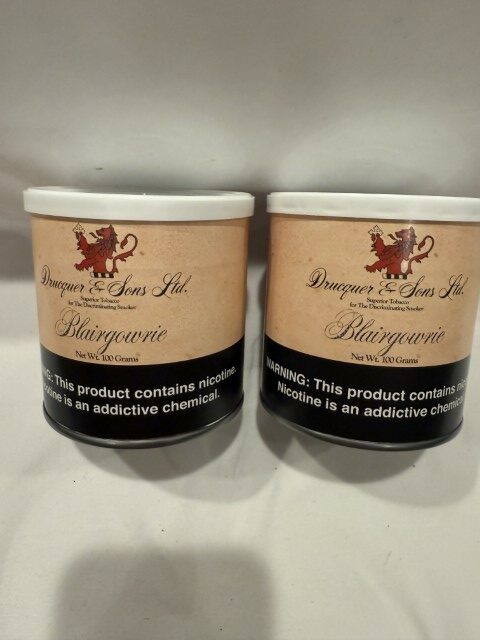 Drucquer & Sons Ltd.
Superior Tobacco
for The Discriminating Smoker
Blairgowrie
Net Wt. 100 Grams
NG: This product contains nicotine.
otine is an addictive chemical.
Drucquer & Sons Ltd.
Superior Tobacco
for The Discriminating Smoker
Blairgowrie
Net Wt. 100 Grams
WARNING: This product contains nic
Nicotine is an addictive chemical